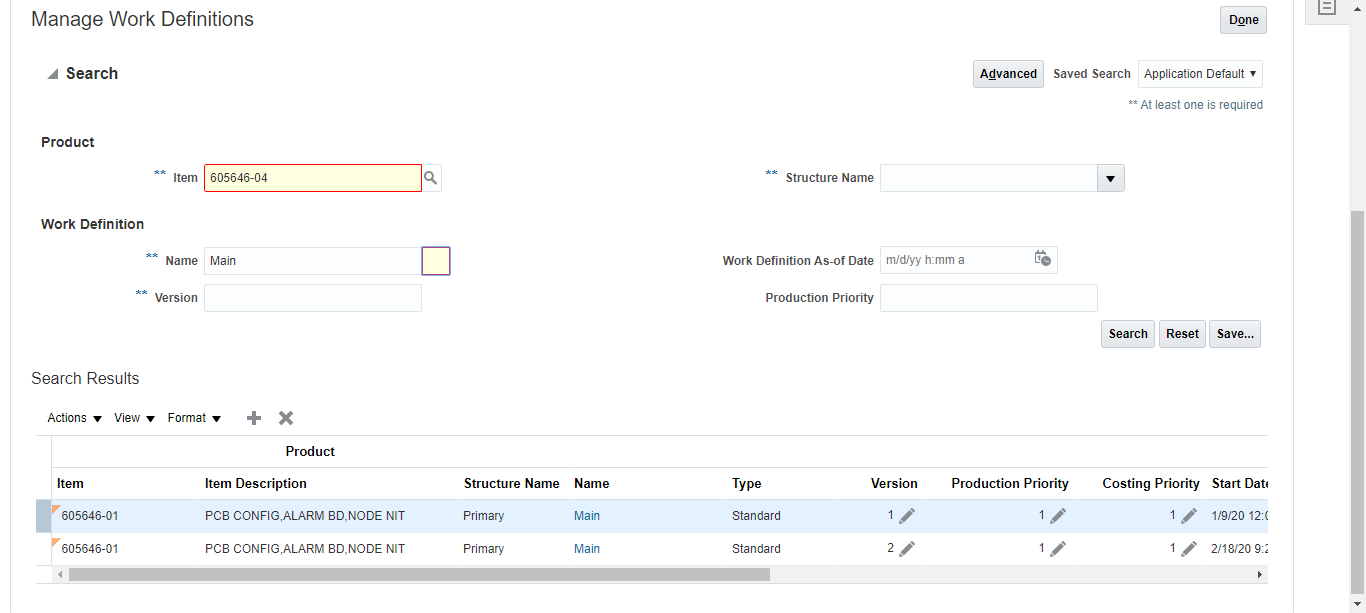 Manage Work Definitions
Done
Search
Advanced Saved Search Application Default
** At least one is required
Product
** Item 605646-04
** Structure Name
Work Definition
** Name Main
Work Definition As-of Date m/d/yy h:mm a
** Version
Production Priority
Search Reset Save...
Search Results
Actions View Format
Product
Item Item Description Structure Name Name Type Version Production Priority Costing Priority Start Date
605646-01 PCB CONFIG,ALARM BD,NODE NIT Primary Main Standard 1 1 1 1/9/20 12:0
605646-01 PCB CONFIG,ALARM BD,NODE NIT Primary Main Standard 2 1 1 2/18/20 9:2